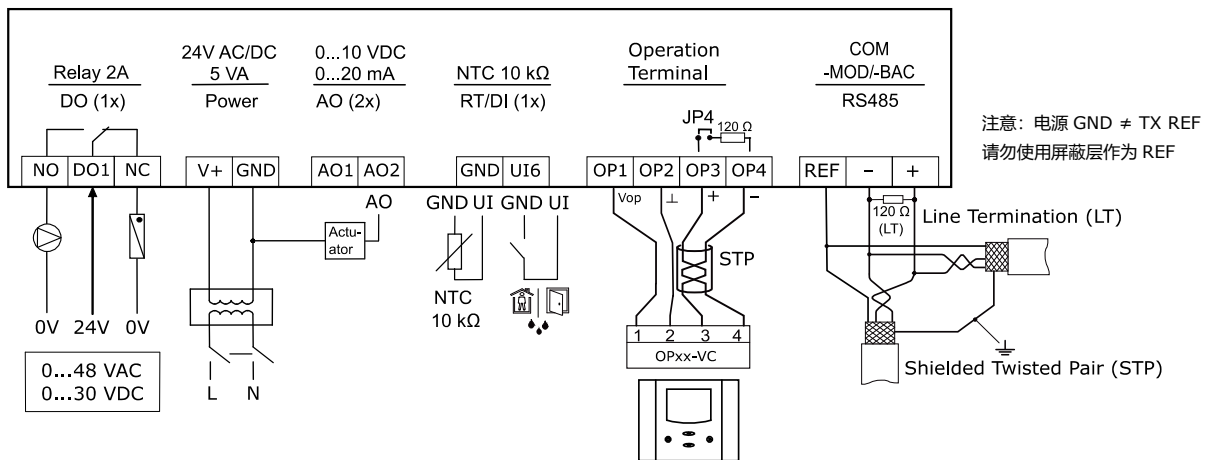 Relay 2A
DO (1x)
24V AC/DC
5 VA
Power
0...10 VDC
0...20 mA
AO (2x)
NTC 10 kΩ
RT/DI (1x)
Operation
Terminal
COM
-MOD/-BAC
RS485
JP4
120 Ω
NO DO1 NC
V+ GND
AO1 AO2
GND UI6
OP1 OP2 OP3 OP4
REF – +
注意：电源 GND ≠ TX REF
请勿使用屏蔽层作为 REF
AO
Actu-
ator
GND UI GND UI
NTC
10 kΩ
Vop ⊥ + –
STP
1 2 3 4
OPxx-VC
120 Ω
(LT)
Line Termination (LT)
Shielded Twisted Pair (STP)
0V 24V 0V
0...48 VAC
0...30 VDC
L N